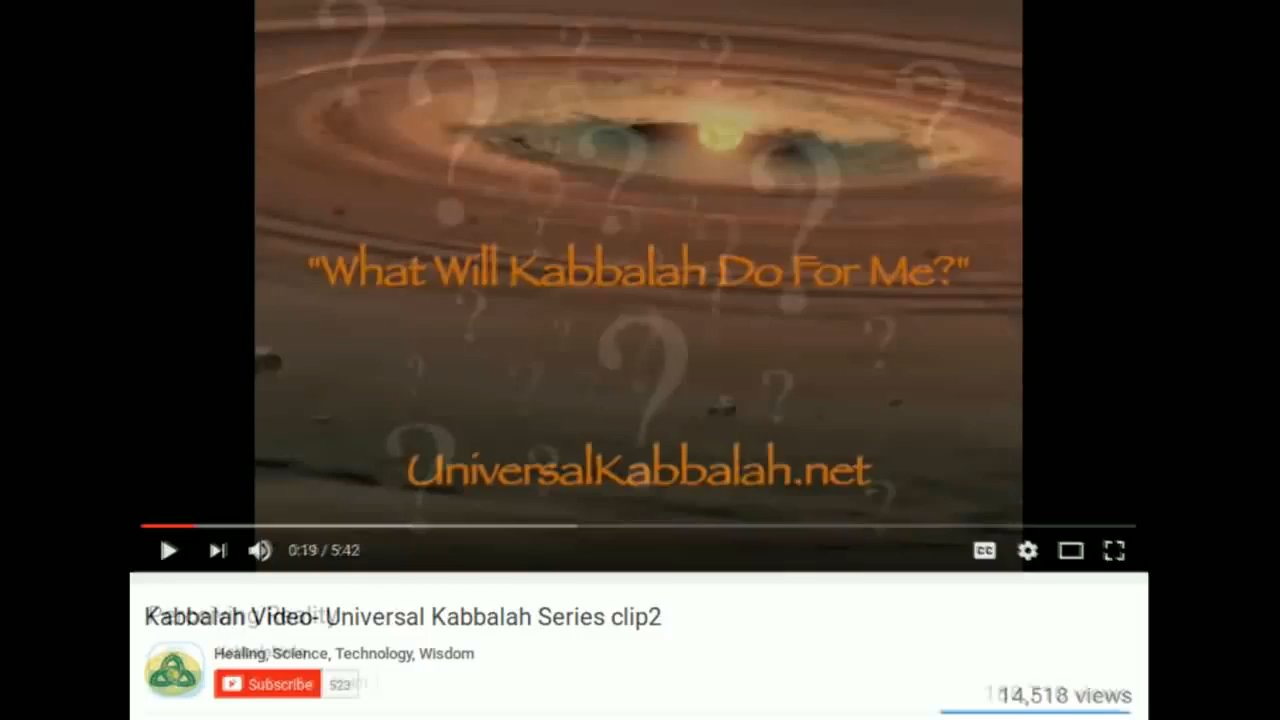 "What Will Kabbalah Do For Me?"
UniversalKabbalah.net
0:19 / 5:42
CC
Kabbalah Video- Universal Kabbalah Series clip2
Healing, Science, Technology, Wisdom
Subscribe 523
14,518 views